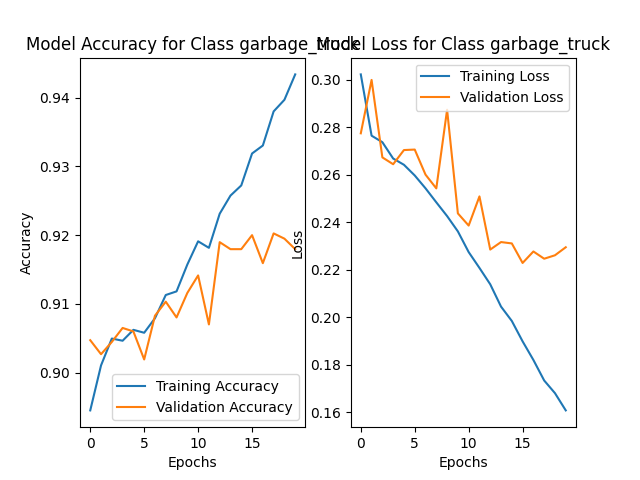 Model Accuracy for Class garbage_truck
Accuracy
0.94
0.93
0.92
0.91
0.90
0 5 10 15
Epochs
Training Accuracy
Validation Accuracy
Model Loss for Class garbage_truck
Loss
0.30
0.28
0.26
0.24
0.22
0.20
0.18
0.16
0 5 10 15
Epochs
Training Loss
Validation Loss